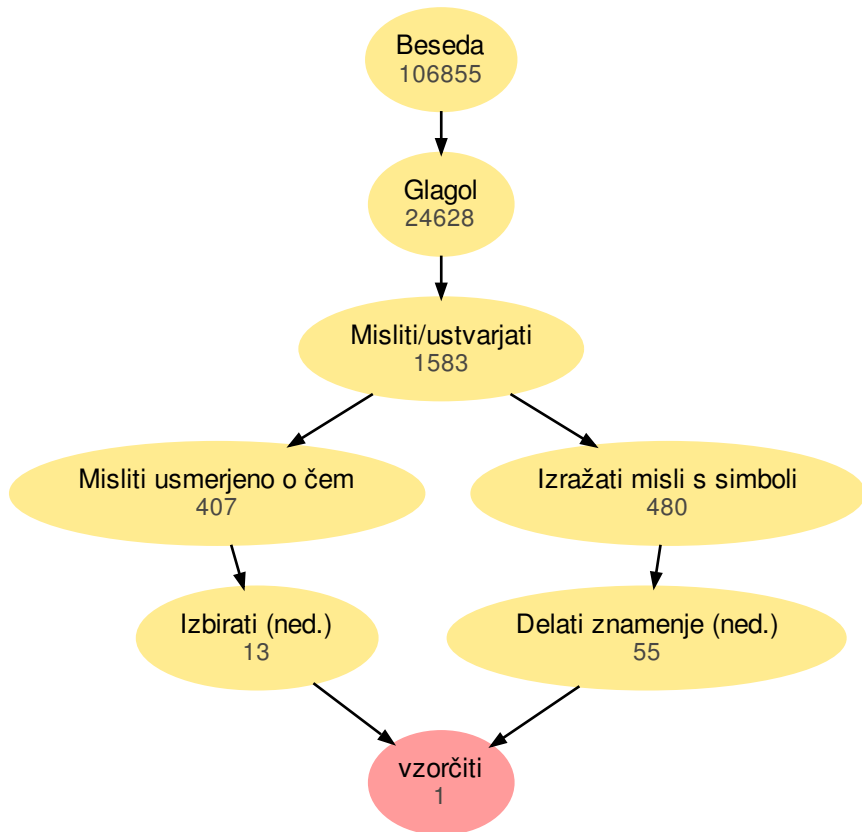 Beseda
106855
Glagol
24628
Misliti/ustvarjati
1583
Misliti usmerjeno o čem
407
Izražati misli s simboli
480
Izbirati (ned.)
13
Delati znamenje (ned.)
55
vzorčiti
1